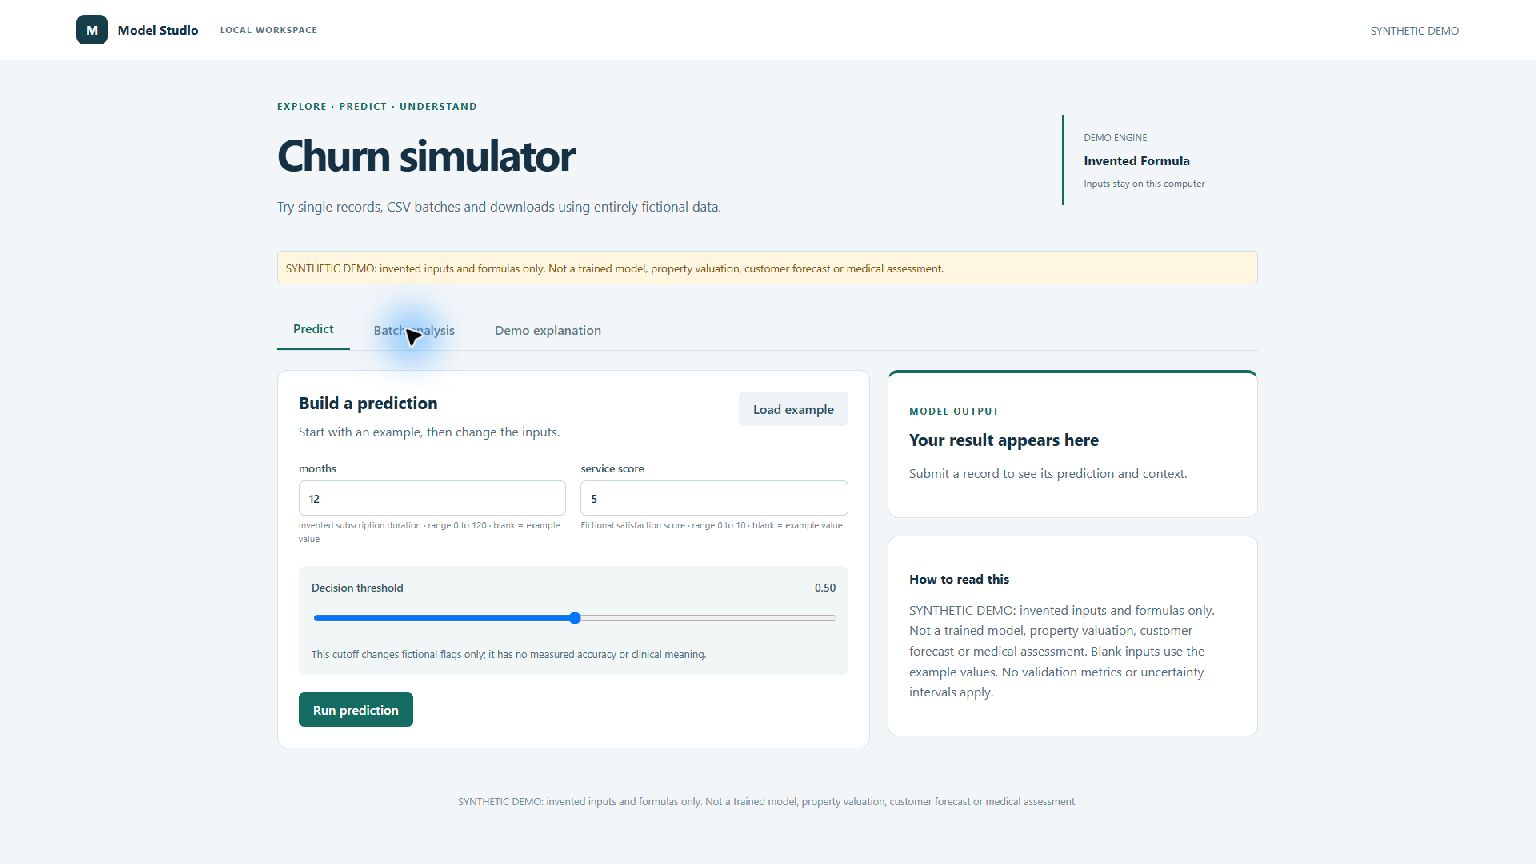 M Model Studio LOCAL WORKSPACE SYNTHETIC DEMO
EXPLORE · PREDICT · UNDERSTAND
Churn simulator
Try single records, CSV batches and downloads using entirely fictional data.
DEMO ENGINE
Invented Formula
Inputs stay on this computer
SYNTHETIC DEMO: invented inputs and formulas only. Not a trained model, property valuation, customer forecast or medical assessment.
Predict Batch analysis Demo explanation
Build a prediction
Load example
Start with an example, then change the inputs.
months
12
Invented subscription duration · range 0 to 120 · blank = example
value
service score
5
Fictional satisfaction score · range 0 to 10 · blank = example value
Decision threshold 0.50
This cutoff changes fictional flags only; it has no measured accuracy or clinical meaning.
Run prediction
MODEL OUTPUT
Your result appears here
Submit a record to see its prediction and context.
How to read this
SYNTHETIC DEMO: invented inputs and formulas only.
Not a trained model, property valuation, customer
forecast or medical assessment. Blank inputs use the
example values. No validation metrics or uncertainty
intervals apply.
SYNTHETIC DEMO: invented inputs and formulas only. Not a trained model, property valuation, customer forecast or medical assessment.